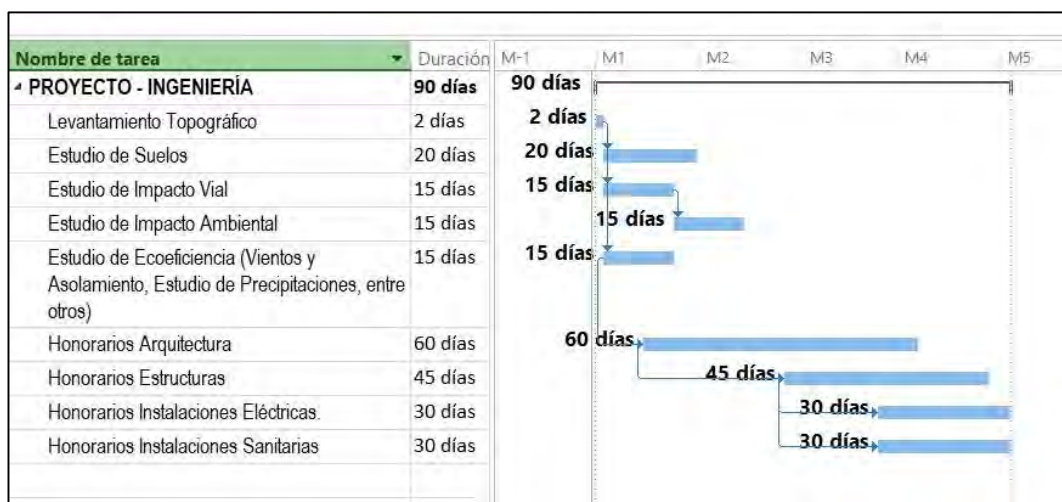 Nombre de tarea Duración M-1 M1 M2 M3 M4 M5
PROYECTO - INGENIERÍA 90 días 90 días
Levantamiento Topográfico 2 días 2 días
Estudio de Suelos 20 días 20 días
Estudio de Impacto Vial 15 días 15 días
Estudio de Impacto Ambiental 15 días 15 días
Estudio de Ecoeficiencia (Vientos y 15 días 15 días
Asolamiento, Estudio de Precipitaciones, entre
otros)
Honorarios Arquitectura 60 días 60 días
Honorarios Estructuras 45 días 45 días
Honorarios Instalaciones Eléctricas. 30 días 30 días
Honorarios Instalaciones Sanitarias 30 días 30 días